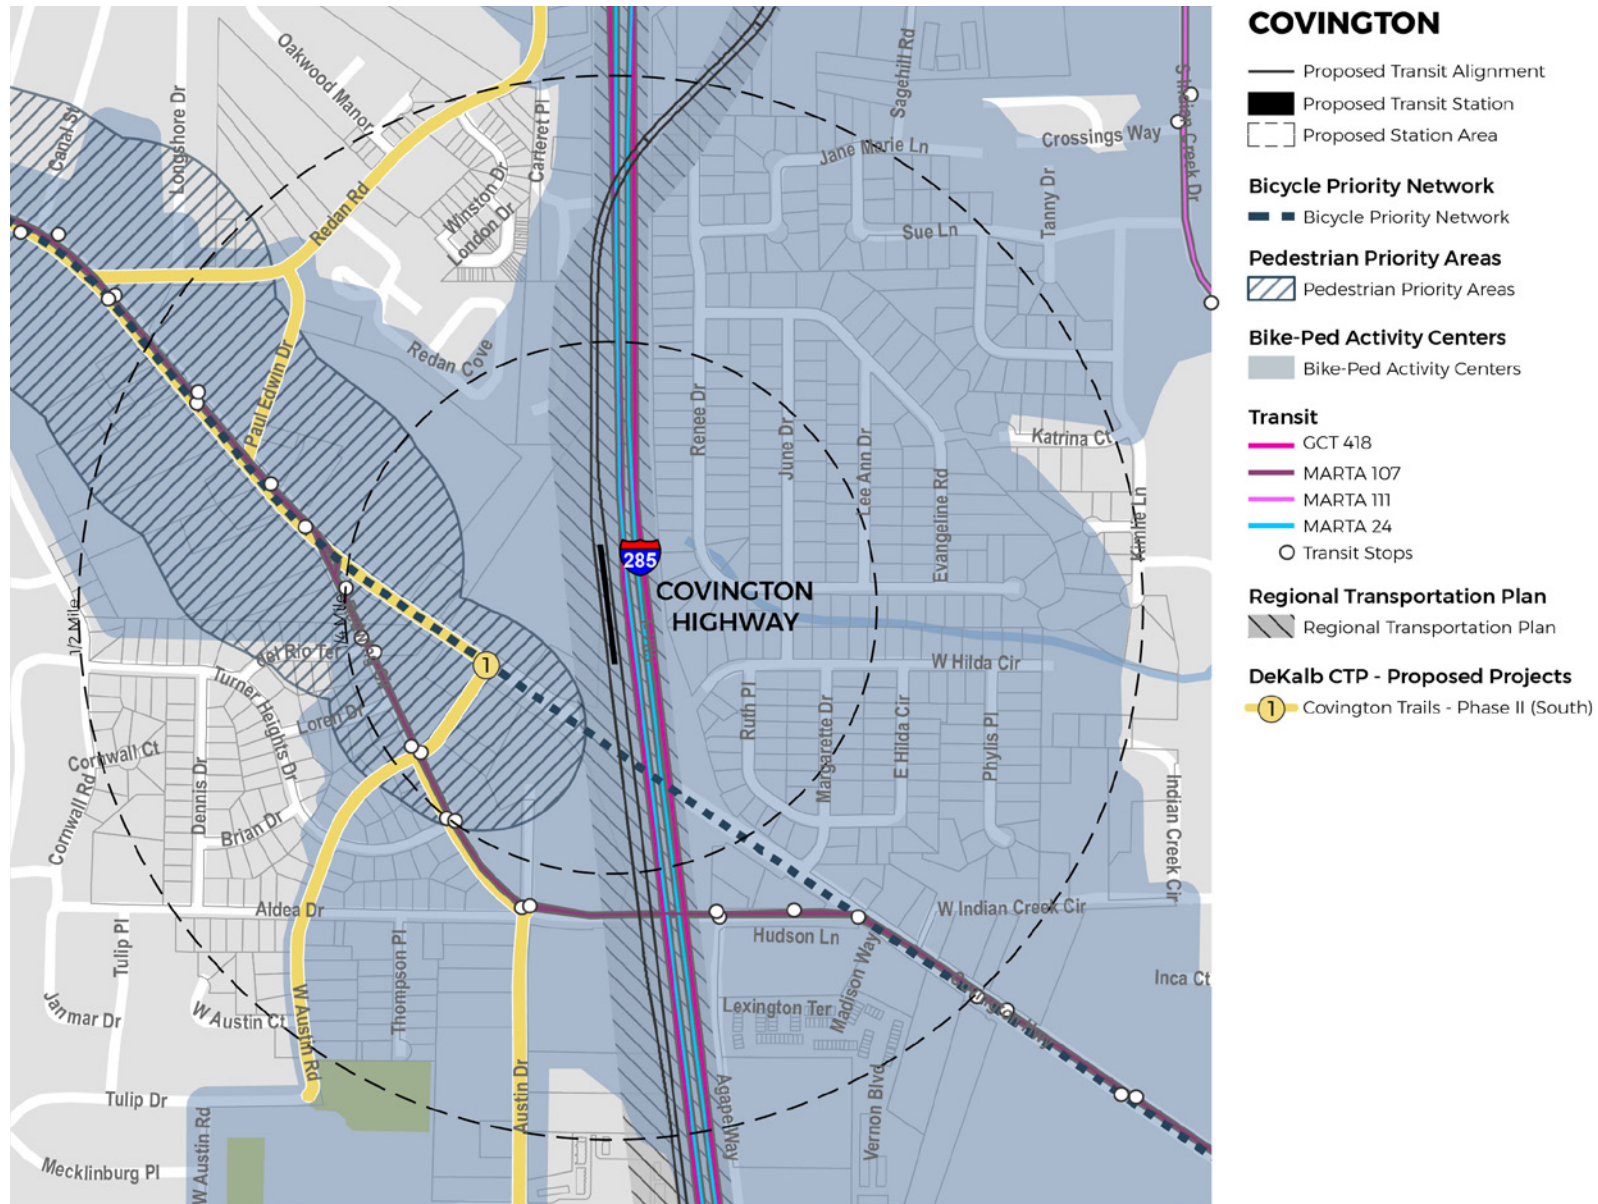 COVINGTON
Proposed Transit Alignment
Proposed Transit Station
Proposed Station Area
Bicycle Priority Network
Bicycle Priority Network
Pedestrian Priority Areas
Pedestrian Priority Areas
Bike-Ped Activity Centers
Bike-Ped Activity Centers
Transit
GCT 418
MARTA 107
MARTA 111
MARTA 24
Transit Stops
Regional Transportation Plan
Regional Transportation Plan
DeKalb CTP - Proposed Projects
1
Covington Trails - Phase II (South)
Oakwood Manor
Canal St
Longshore Dr
Redan Rd
Winston Dr
London Dr
Carteret Pl
Sagehill Rd
Jane Marie Ln
Crossings Way
S Indian Creek Dr
Sue Ln
Tanny Dr
Redan Cove
Paul Edwin Dr
Renee Dr
June Dr
Lee Ann Dr
Evangeline Rd
Katrina Ct
Kimlie Ln
285
COVINGTON
HIGHWAY
1/2 Mile
1/4 Mile
del Rio Ter
1
W Hilda Cir
Turner Heights Dr
Loren Dr
Ruth Pl
Margarette Dr
E Hilda Cir
Phylis Pl
Cornwall Ct
Cornwall Rd
Dennis Dr
Brian Dr
Indian Creek Cir
Aldea Dr
W Indian Creek Cir
Hudson Ln
Tulip Pl
Thompson Pl
Madison Way
Inca Ct
Janmar Dr
W Austin Ct
W Austin Rd
Lexington Ter
Tulip Dr
Austin Dr
Agape Way
Vernon Blvd
W Austin Rd
Mecklinburg Pl